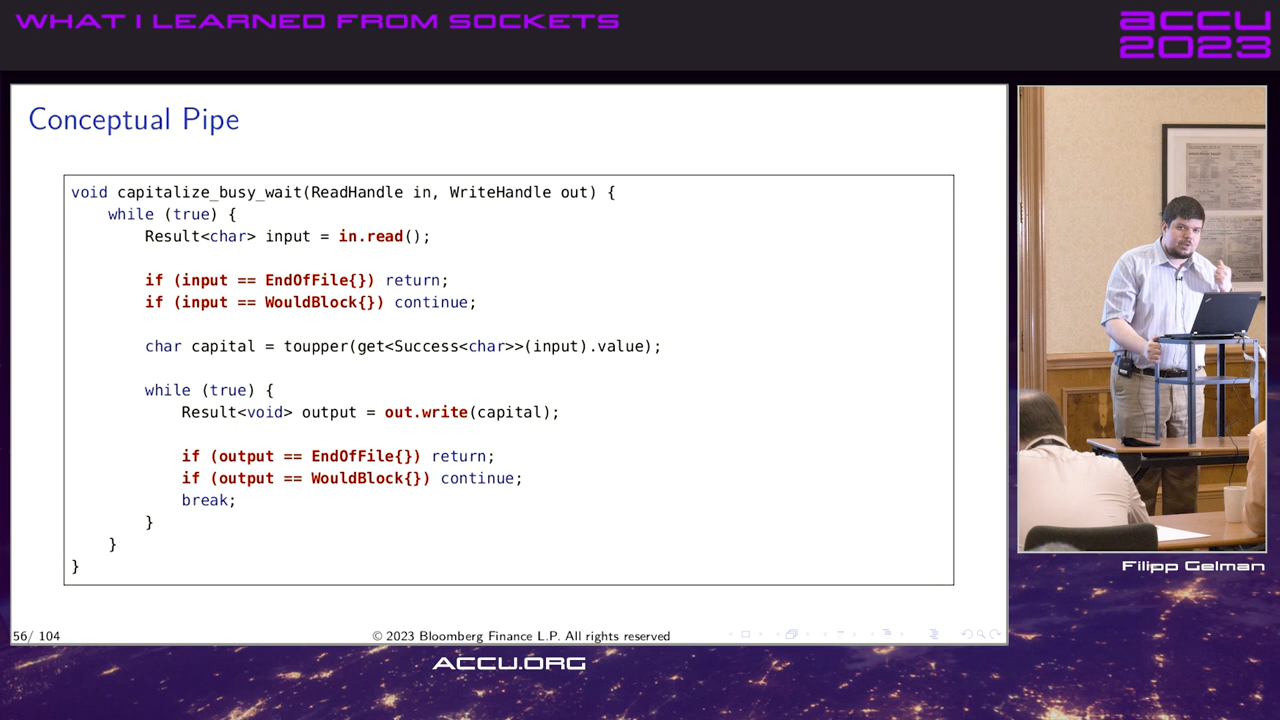 WHAT I LEARNED FROM SOCKETS
ACCU
2023
Conceptual Pipe
void capitalize_busy_wait(ReadHandle in, WriteHandle out) {
while (true) {
Result<char> input = in.read();
if (input == EndOfFile{}) return;
if (input == WouldBlock{}) continue;
char capital = toupper(get<Success<char>>(input).value);
while (true) {
Result<void> output = out.write(capital);
if (output == EndOfFile{}) return;
if (output == WouldBlock{}) continue;
break;
}
}
}
56/ 104
© 2023 Bloomberg Finance L.P. All rights reserved
Filipp Gelman
ACCU.ORG